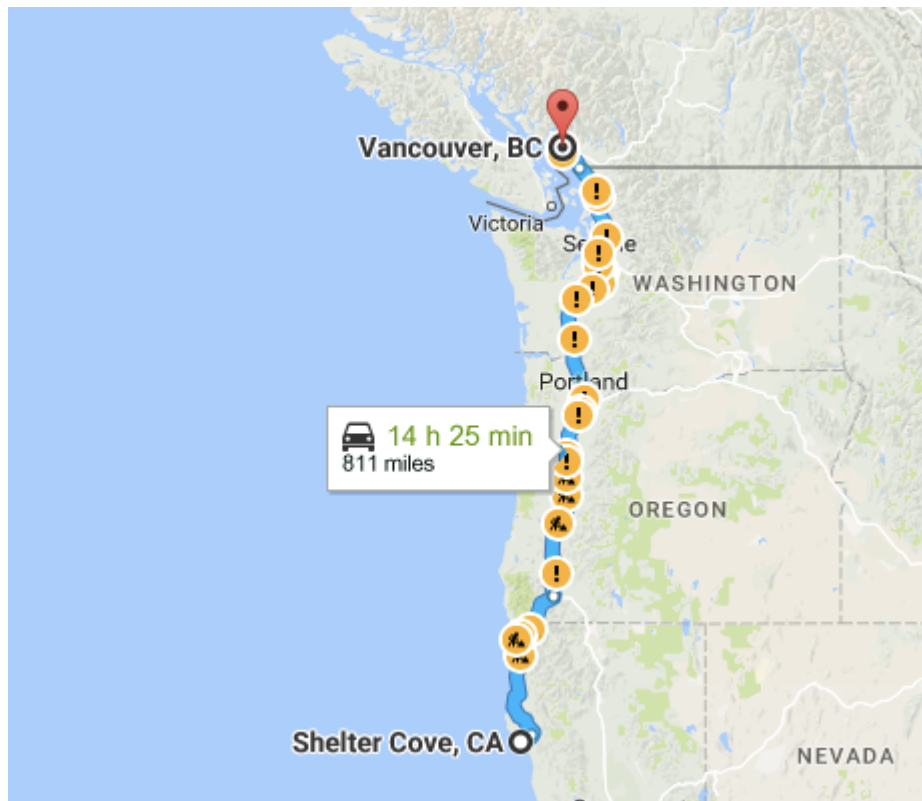 Vancouver, BC
Victoria
WASHINGTON
Portland
14 h 25 min
811 miles
OREGON
Shelter Cove, CA
NEVADA